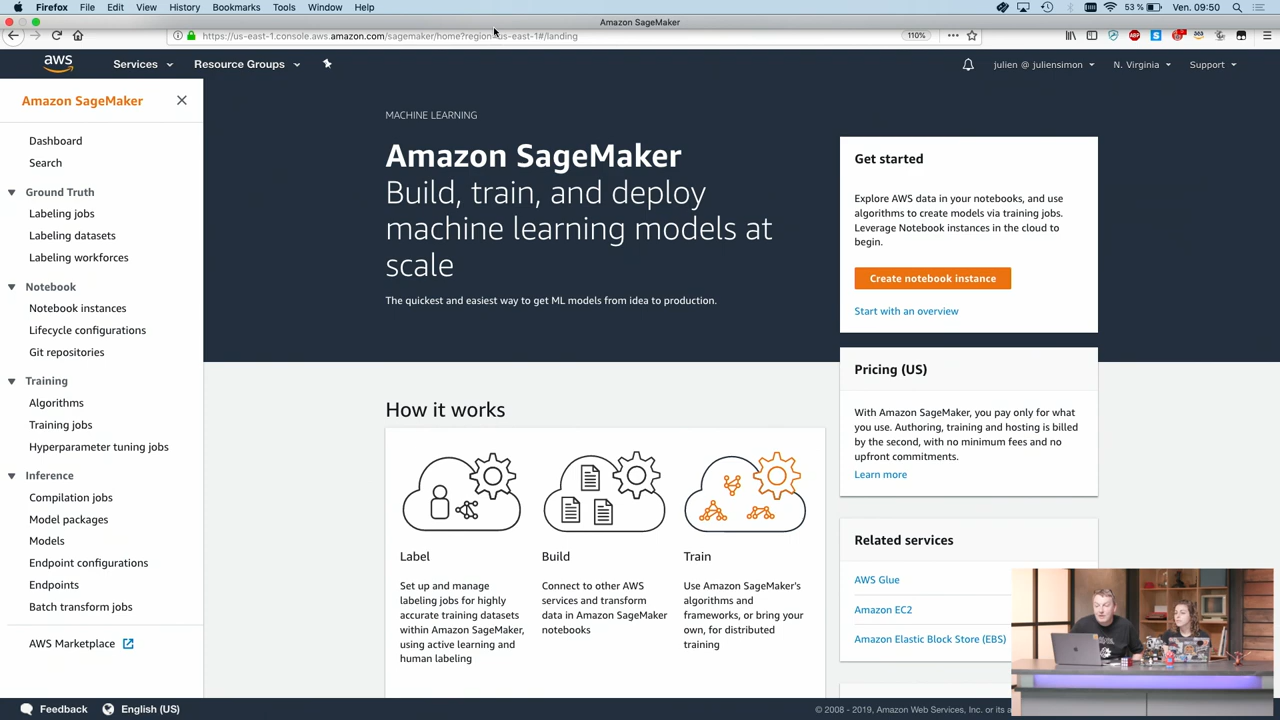 Firefox File Edit View History Bookmarks Tools Window Help
53 % Ven. 09:50
Amazon SageMaker
https://us-east-1.console.aws.amazon.com/sagemaker/home?region=us-east-1#/landing
110%
aws Services Resource Groups julien @ juliensimon N. Virginia Support
Amazon SageMaker
Dashboard
Search
Ground Truth
Labeling jobs
Labeling datasets
Labeling workforces
Notebook
Notebook instances
Lifecycle configurations
Git repositories
Training
Algorithms
Training jobs
Hyperparameter tuning jobs
Inference
Compilation jobs
Model packages
Models
Endpoint configurations
Endpoints
Batch transform jobs
AWS Marketplace
MACHINE LEARNING
Amazon SageMaker
Build, train, and deploy
machine learning models at
scale
The quickest and easiest way to get ML models from idea to production.
Get started
Explore AWS data in your notebooks, and use
algorithms to create models via training jobs.
Leverage Notebook instances in the cloud to
begin.
Create notebook instance
Start with an overview
Pricing (US)
With Amazon SageMaker, you pay only for what
you use. Authoring, training and hosting is billed
by the second, with no minimum fees and no
upfront commitments.
Learn more
How it works
Label
Set up and manage
labeling jobs for highly
accurate training datasets
within Amazon SageMaker,
using active learning and
human labeling
Build
Connect to other AWS
services and transform
data in Amazon SageMaker
notebooks
Train
Use Amazon SageMaker's
algorithms and
frameworks, or bring your
own, for distributed
training
Related services
AWS Glue
Amazon EC2
Amazon Elastic Block Store (EBS)
Feedback English (US)
© 2008 - 2019, Amazon Web Services, Inc. or its